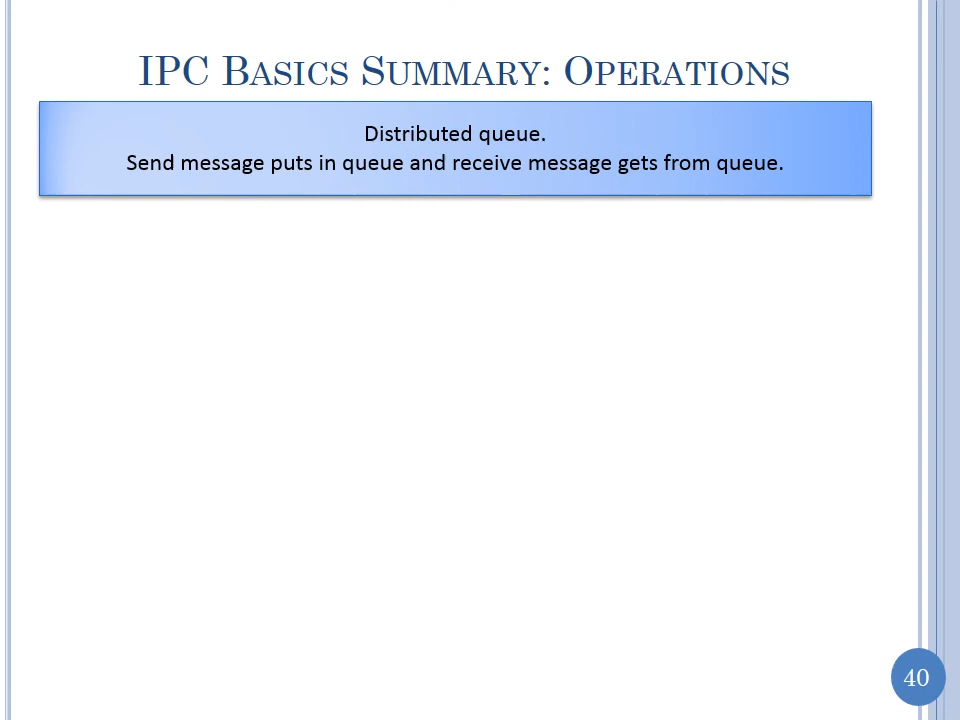 IPC Basics Summary: Operations
Distributed queue.
Send message puts in queue and receive message gets from queue.
40